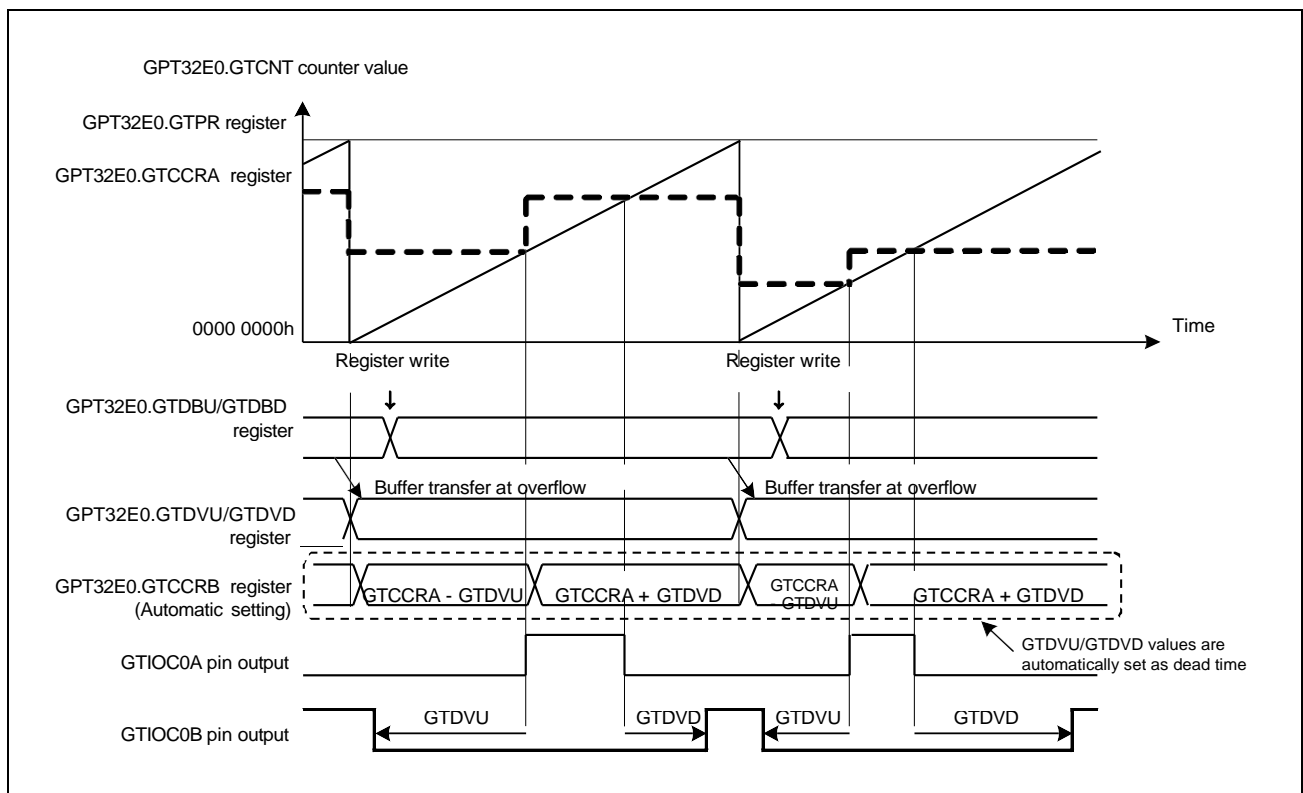 GPT32E0.GTCNT counter value
GPT32E0.GTPR register
GPT32E0.GTCCRA register
0000 0000h
Time
Register write
Register write
GPT32E0.GTDBU/GTDBD
register
Buffer transfer at overflow
Buffer transfer at overflow
GPT32E0.GTDVU/GTDVD
register
GPT32E0.GTCCRB register
(Automatic setting)
GTCCRA - GTDVU
GTCCRA + GTDVD
GTCCRA
- GTDVU
GTCCRA + GTDVD
GTDVU/GTDVD values are
automatically set as dead time
GTIOC0A pin output
GTDVU
GTDVD
GTDVU
GTDVD
GTIOC0B pin output